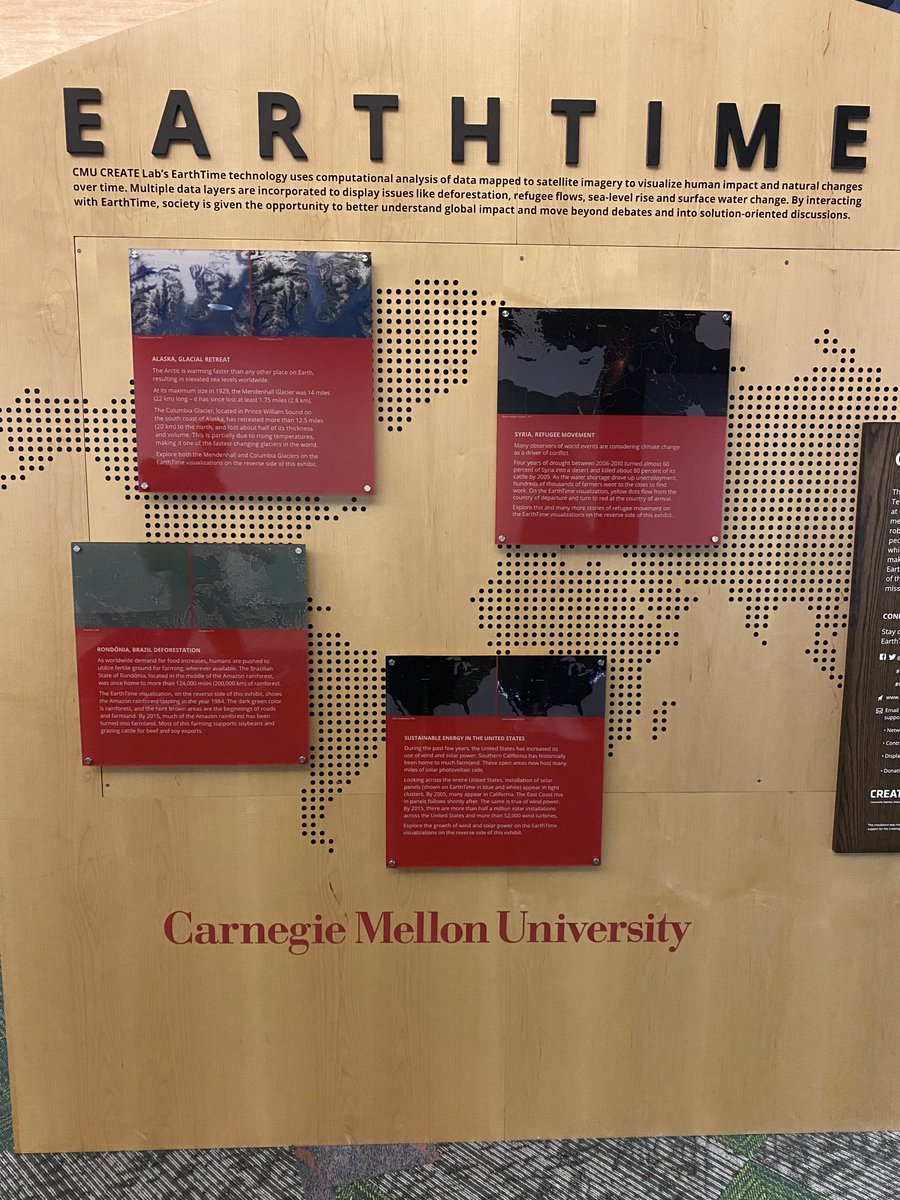 EARTHTIME
CMU CREATE Lab's EarthTime technology uses computational analysis of data mapped to satellite imagery to visualize human impact and natural changes
over time. Multiple data layers are incorporated to display issues like deforestation, refugee flows, sea-level rise and surface water change. By interacting
with EarthTime, society is given the opportunity to better understand global impact and move beyond debates and into solution-oriented discussions.
ALASKA, GLACIAL RETREAT
The Arctic is warming faster than any other place on Earth,
resulting in elevated sea levels worldwide.
At its maximum size in 1929, the Mendenhall Glacier was 14 miles
(22 km) long – it has since lost at least 1.75 miles (2.8 km).
The Columbia Glacier, located in Prince William Sound on
the south coast of Alaska, has retreated more than 12.5 miles
(20 km) to the north, and lost about half of its thickness
and volume. This is partially due to rising temperatures,
making it one of the fastest changing glaciers in the world.
Explore both the Mendenhall and Columbia Glaciers on the
EarthTime visualizations on the reverse side of this exhibit.
SYRIA, REFUGEE MOVEMENT
Many observers of world events are considering climate change
as a driver of conflict.
Four years of drought between 2006-2010 turned almost 60
percent of Syria into a desert and killed about 80 percent of its
cattle by 2009. As the water shortage drove up unemployment,
hundreds of thousands of farmers went to the cities to find
work. On the EarthTime visualization, yellow dots flow from the
country of departure and turn to red at the country of arrival.
Explore this and many more stories of refugee movement on
the EarthTime visualizations on the reverse side of this exhibit.
RONDÔNIA, BRAZIL DEFORESTATION
As worldwide demand for food increases, humans are pushed to
utilize fertile ground for farming, wherever available. The Brazilian
State of Rondônia, located in the middle of the Amazon rainforest,
was once home to more than 124,000 miles (200,000 km) of rainforest.
The EarthTime visualization, on the reverse side of this exhibit, shows
the Amazon rainforest starting in the year 1984. The dark green color
is rainforest, and the faint brown areas are the beginnings of roads
and farmland. By 2015, much of the Amazon rainforest has been
turned into farmland. Most of this farming supports soybeans and
grazing cattle for beef and soy exports.
SUSTAINABLE ENERGY IN THE UNITED STATES
During the past few years, the United States has increased its
use of wind and solar power. Southern California has historically
been home to much farmland. These open areas now host many
miles of solar photovoltaic cells.
Looking across the entire United States, installation of solar
panels (shown on EarthTime in blue and white) appear in tight
clusters. By 2005, many appear in California. The East Coast rise
in panels follows shortly after. The same is true of wind power.
By 2015, there are more than half a million solar installations
across the United States and more than 52,000 wind turbines.
Explore the growth of wind and solar power on the EarthTime
visualizations on the reverse side of this exhibit.
Stay
www.
Email
Carnegie Mellon University